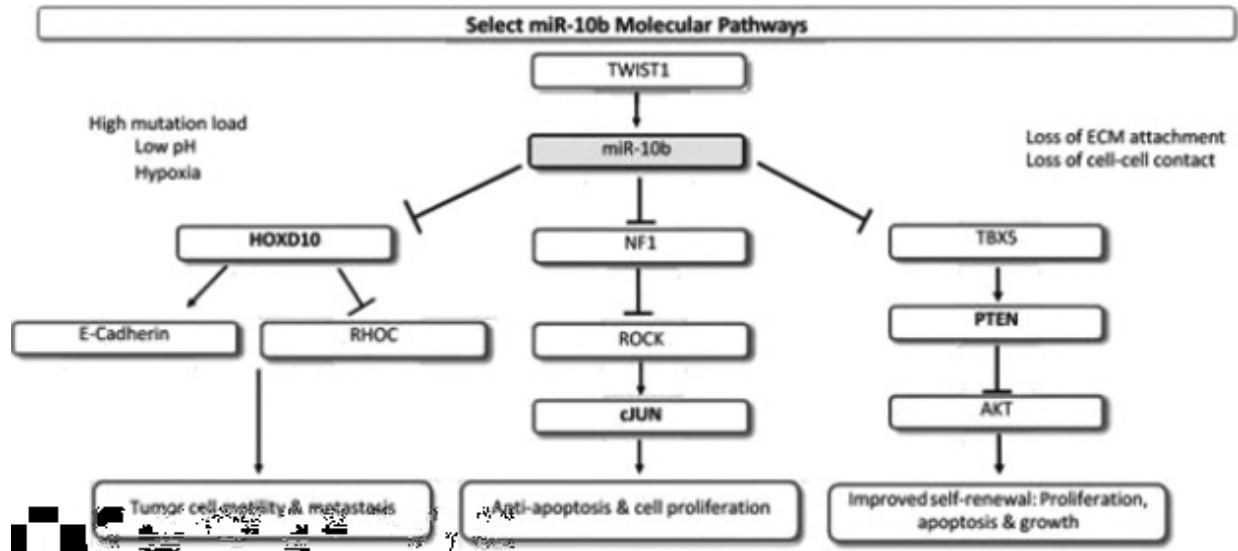 Select miR-10b Molecular Pathways
TWIST1
High mutation load
Low pH
Hypoxia
miR-10b
Loss of ECM attachment
Loss of cell-cell contact
HOXD10
NF1
TBX5
E-Cadherin
RHOC
ROCK
PTEN
cJUN
AKT
Tumor cell motility & metastasis
Anti-apoptosis & cell proliferation
Improved self-renewal: Proliferation,
apoptosis & growth